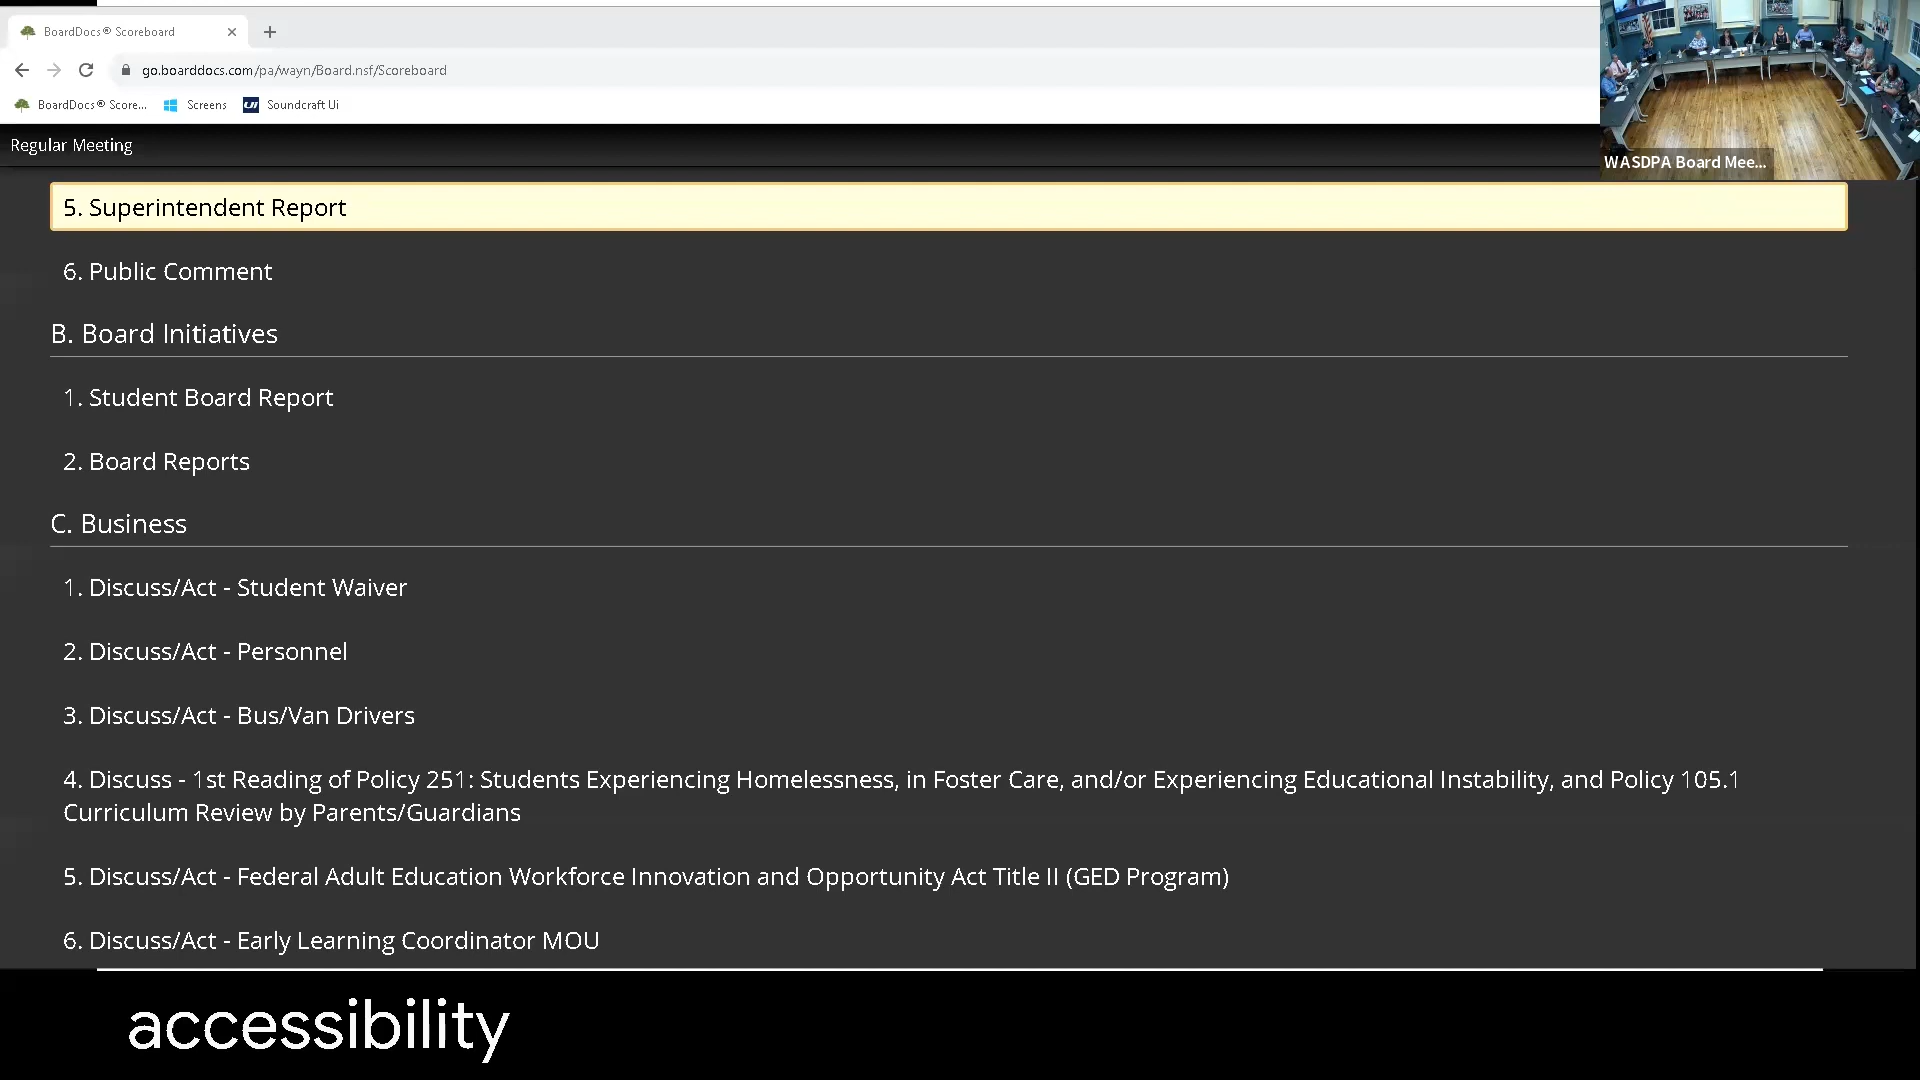 BoardDocs® Scoreboard
go.boarddocs.com/pa/wayn/Board.nsf/Scoreboard
BoardDocs® Score...
Screens
Soundcraft Ui
Regular Meeting
WASDPA Board Mee...
5. Superintendent Report
6. Public Comment
B. Board Initiatives
1. Student Board Report
2. Board Reports
C. Business
1. Discuss/Act - Student Waiver
2. Discuss/Act - Personnel
3. Discuss/Act - Bus/Van Drivers
4. Discuss - 1st Reading of Policy 251: Students Experiencing Homelessness, in Foster Care, and/or Experiencing Educational Instability, and Policy 105.1
Curriculum Review by Parents/Guardians
5. Discuss/Act - Federal Adult Education Workforce Innovation and Opportunity Act Title II (GED Program)
6. Discuss/Act - Early Learning Coordinator MOU
accessibility